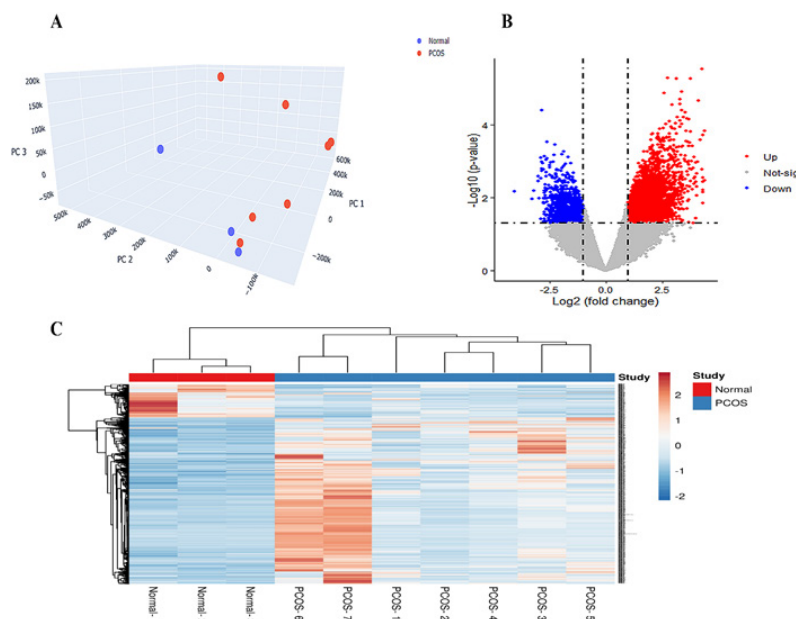 A
Normal
PCOS
200k
150k
100k
50k
0
−50k
PC 3
500k
400k
300k
200k
100k
0
−100k
PC 2
600k
400k
200k
0
−200k
PC 1
B
4
2
0
-Log10 (p-value)
-2.5
0.0
2.5
Log2 (fold change)
Up
Not-sig
Down
C
Study
2
1
0
-1
-2
Study
Normal
PCOS
Normal-
Normal-
Normal-
PCOS- 6
PCOS- 7
PCOS- 1
PCOS- 2
PCOS- 4
PCOS- 3
PCOS- 5